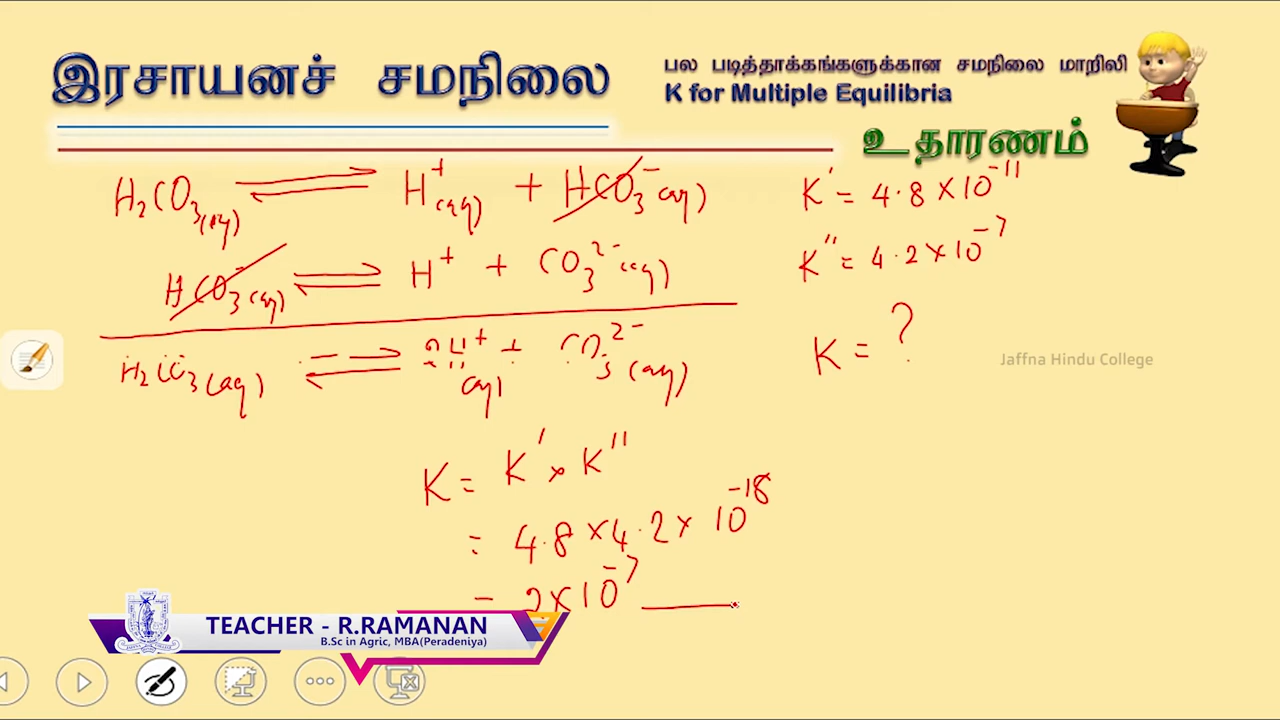 இரசாயனச் சமநிலை
பல படித்தாக்கங்களுக்கான சமநிலை மாறிலி
K for Multiple Equilibria
உதாரணம்
H₂CO₃(aq) ⇌ H⁺(aq) + HCO₃⁻(aq) K' = 4.8 × 10⁻¹¹
HCO₃⁻(aq) ⇌ H⁺ + CO₃²⁻(aq) K'' = 4.2 × 10⁻⁷
H₂CO₃(aq) ⇌ 2H⁺(aq) + CO₃²⁻(aq) K = ?
Jaffna Hindu College
K = K' × K''
= 4.8 × 4.2 × 10⁻¹⁸
= 2 × 10⁻⁷
TEACHER - R.RAMANAN
B.Sc in Agric, MBA(Peradeniya)